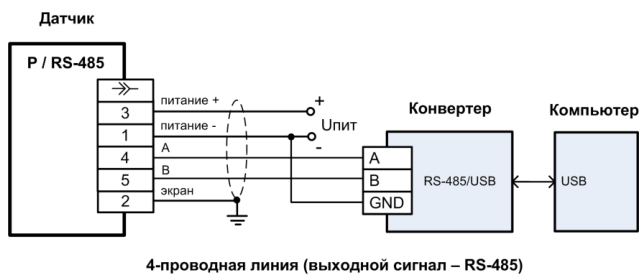 Датчик
P / RS-485
3
1
4
5
2
питание +
питание -
A
B
экран
+
Uпит
-
Конвертер
A
B
GND
RS-485/USB
Компьютер
USB
4-проводная линия (выходной сигнал – RS-485)